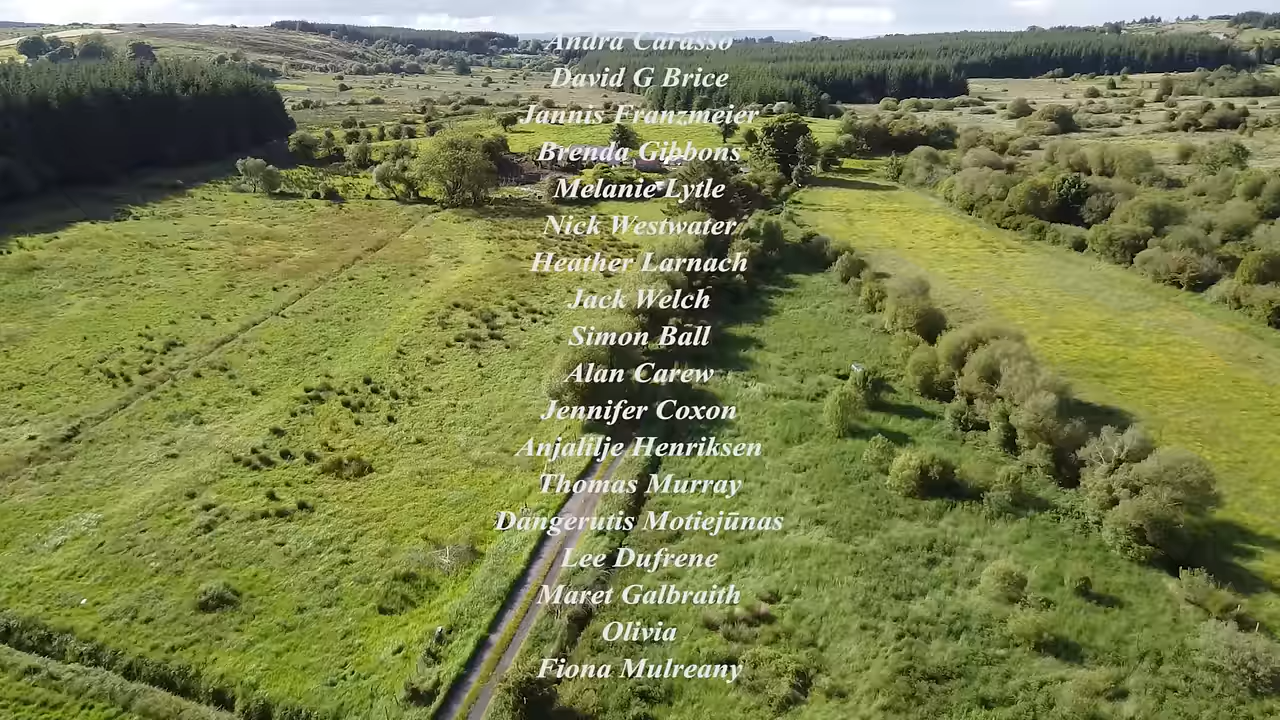 Andra Carasso
David G Brice
Jannis Franzmeier
Brenda Gibbons
Melanie Lytle
Nick Westwater
Heather Larnach
Jack Welch
Simon Ball
Alan Carew
Jennifer Coxon
Anjalilje Henriksen
Thomas Murray
Dangerutis Motiejūnas
Lee Dufrene
Maret Galbraith
Olivia
Fiona Mulreany